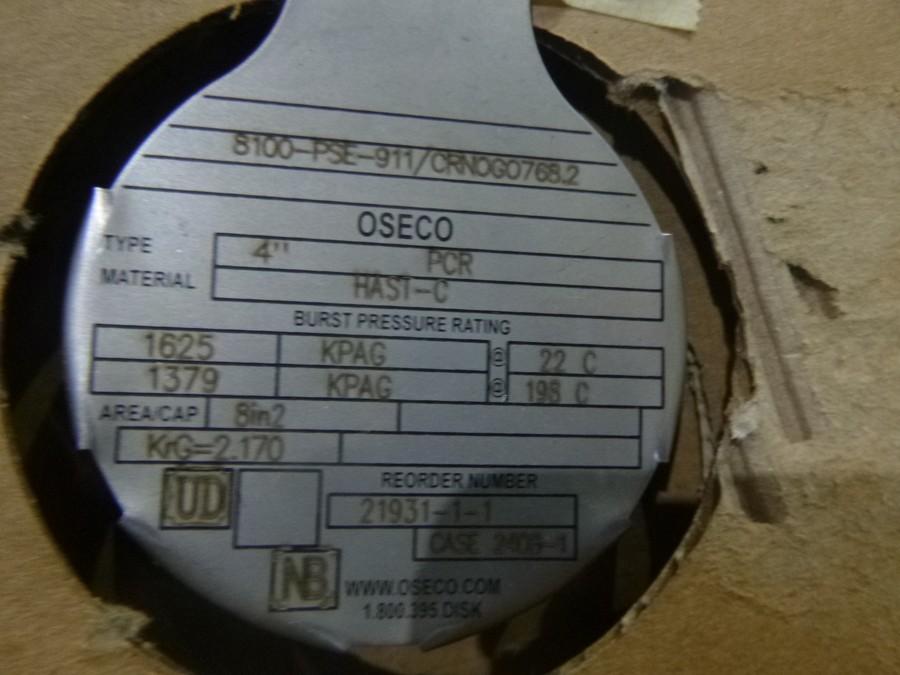 8100-PSE-911/CRN0G0768.2
OSECO
TYPE 4'' PCR
MATERIAL HAST-C
BURST PRESSURE RATING
1625 KPAG @ 22 C
1379 KPAG @ 198 C
AREA/CAP 8in2
KrG=2.170
UD
REORDER NUMBER
21931-1-1
CASE 2408-1
NB
WWW.OSECO.COM
1.800.395.DISK